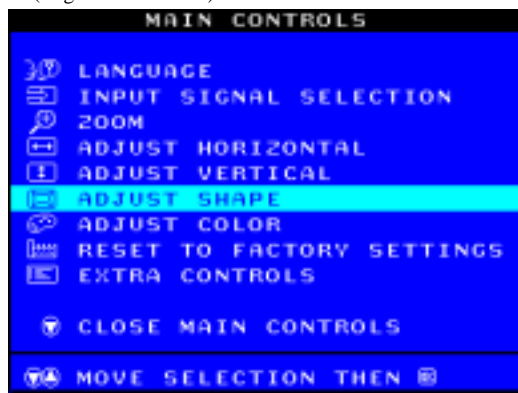 MAIN CONTROLS
LANGUAGE
INPUT SIGNAL SELECTION
ZOOM
ADJUST HORIZONTAL
ADJUST VERTICAL
ADJUST SHAPE
ADJUST COLOR
RESET TO FACTORY SETTINGS
EXTRA CONTROLS
CLOSE MAIN CONTROLS
MOVE SELECTION THEN